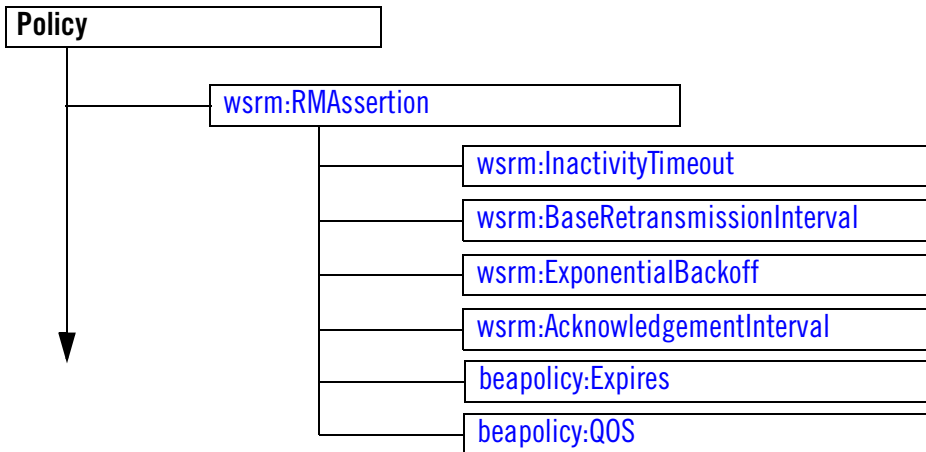 Policy
wsrm:RMAssertion
wsrm:InactivityTimeout
wsrm:BaseRetransmissionInterval
wsrm:ExponentialBackoff
wsrm:AcknowledgementInterval
beapolicy:Expires
beapolicy:QOS